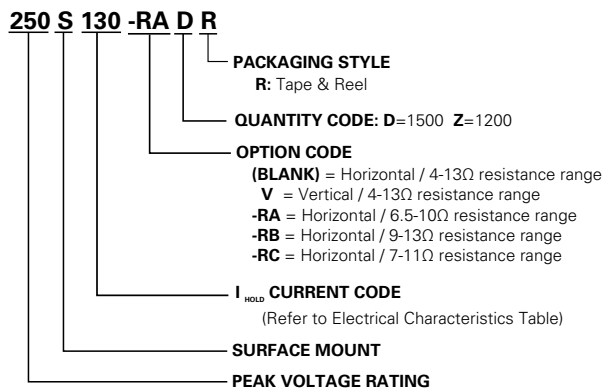 250 S 130 -RA D R
PACKAGING STYLE
R: Tape & Reel
QUANTITY CODE: D=1500 Z=1200
OPTION CODE
(BLANK) = Horizontal / 4-13Ω resistance range
V = Vertical / 4-13Ω resistance range
-RA = Horizontal / 6.5-10Ω resistance range
-RB = Horizontal / 9-13Ω resistance range
-RC = Horizontal / 7-11Ω resistance range
I HOLD CURRENT CODE
(Refer to Electrical Characteristics Table)
SURFACE MOUNT
PEAK VOLTAGE RATING